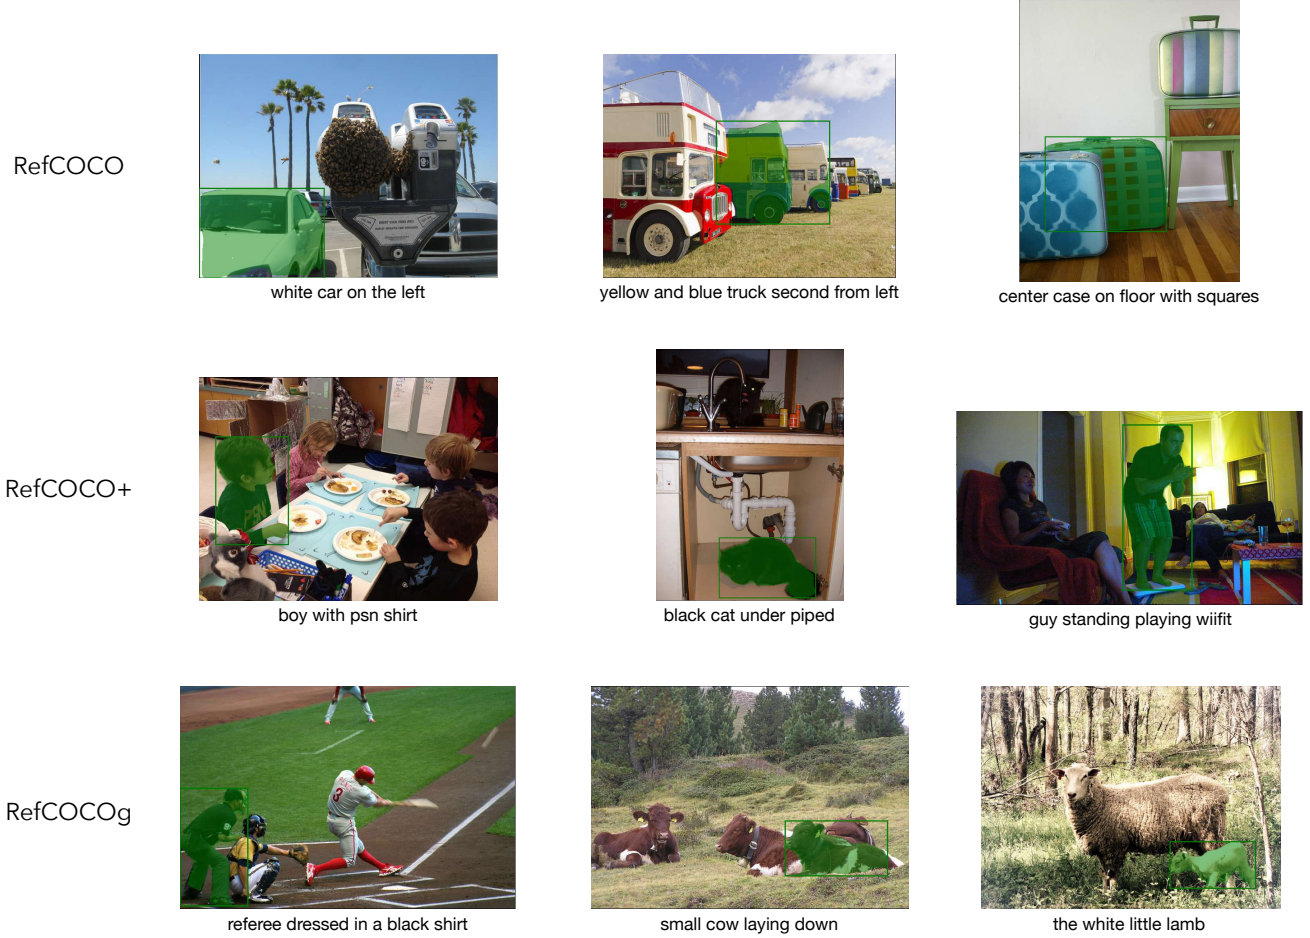 RefCOCO
white car on the left
yellow and blue truck second from left
center case on floor with squares
RefCOCO+
PSN
boy with psn shirt
black cat under piped
guy standing playing wiifit
RefCOCOg
3
referee dressed in a black shirt
small cow laying down
the white little lamb